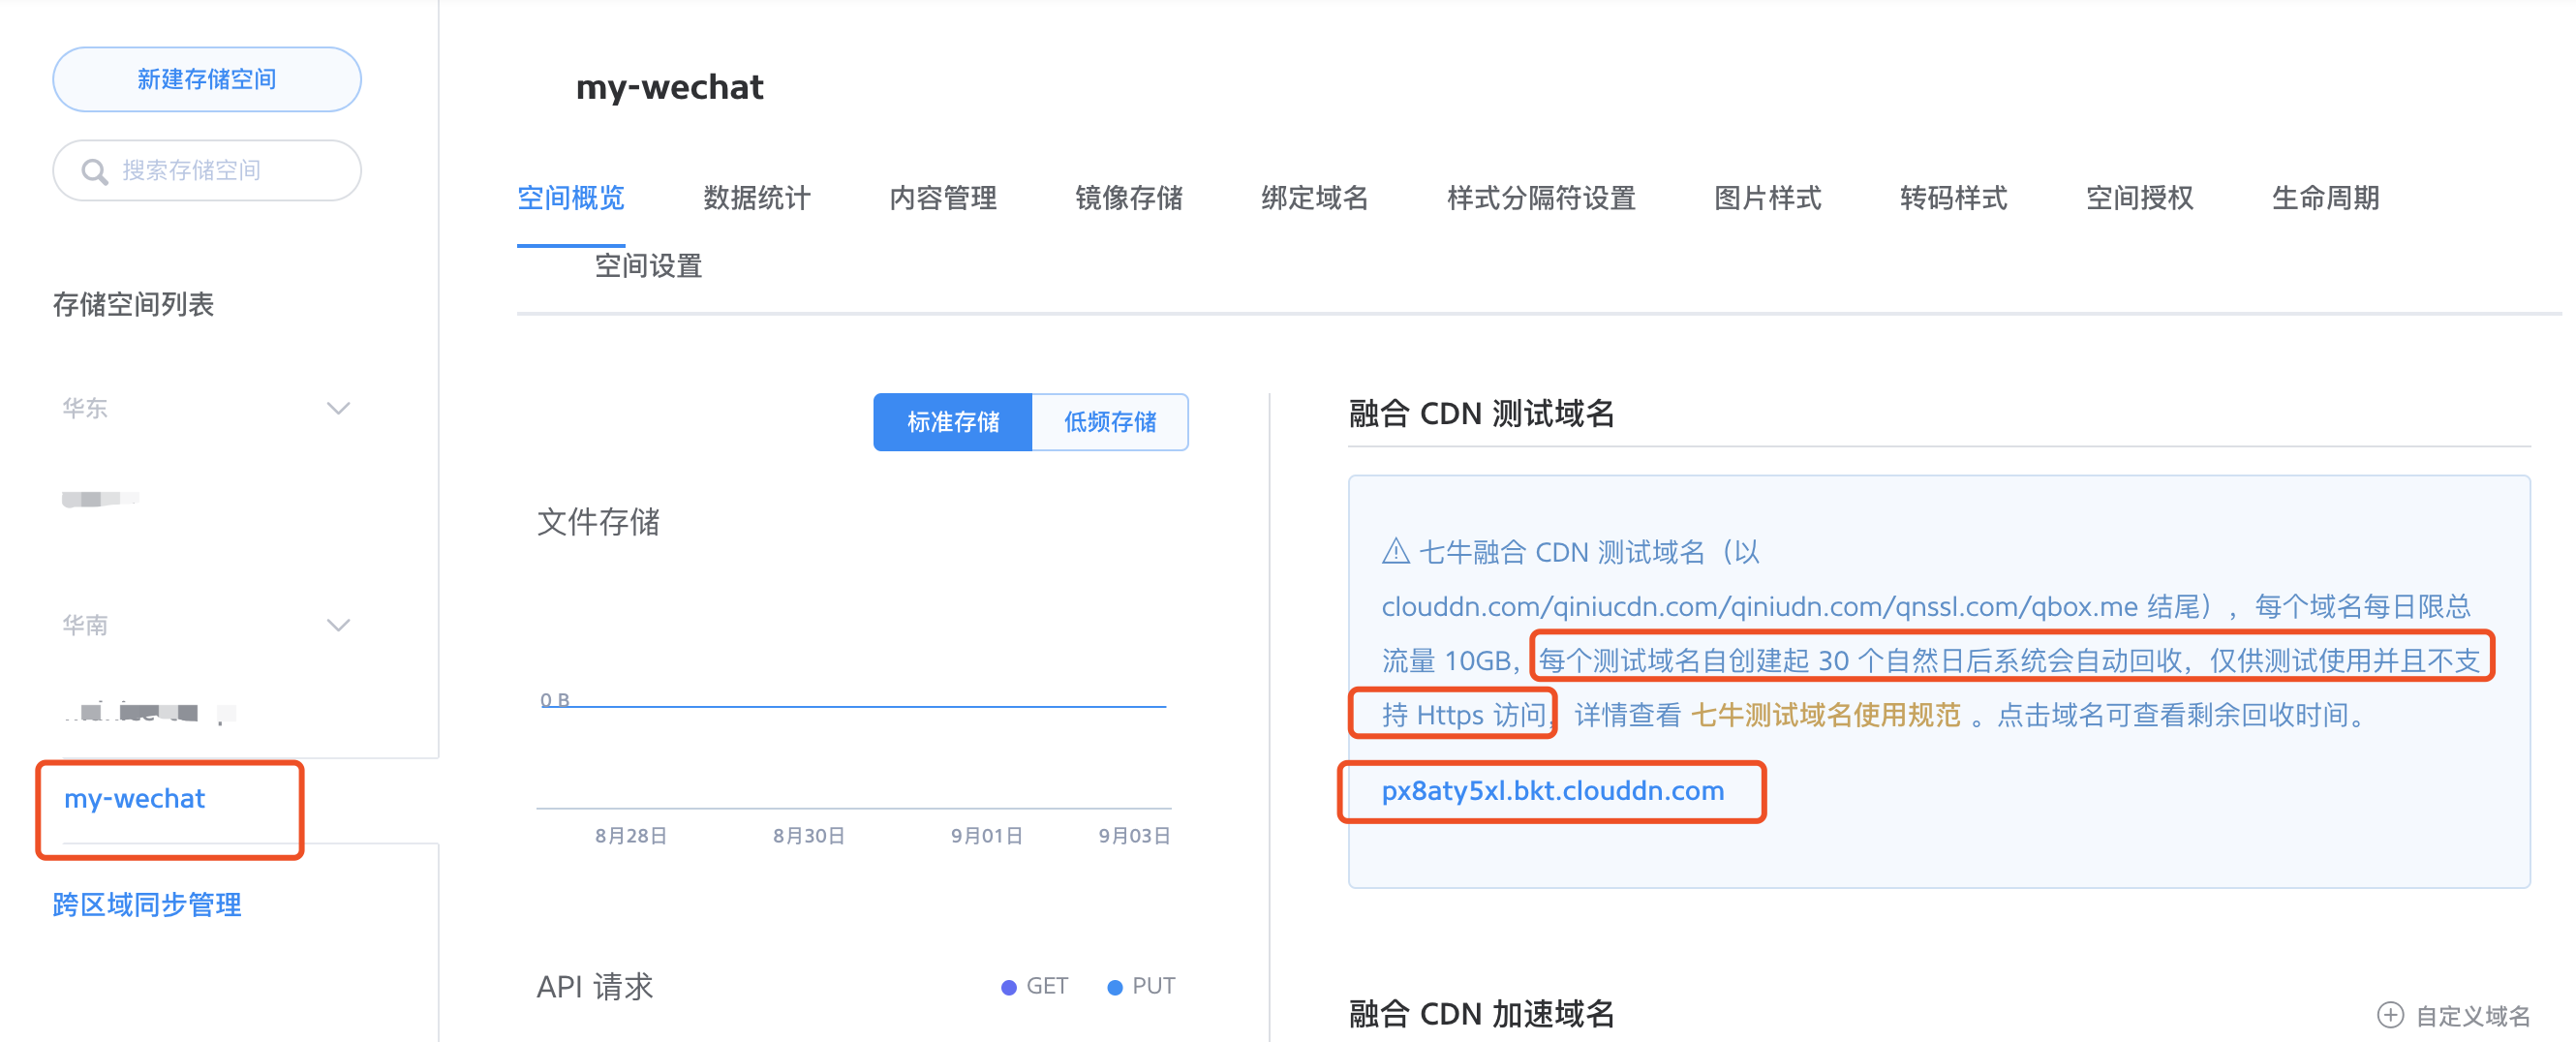 新建存储空间
搜索存储空间
存储空间列表
华东
华南
my-wechat
跨区域同步管理
my-wechat
空间概览 数据统计 内容管理 镜像存储 绑定域名 样式分隔符设置 图片样式 转码样式 空间授权 生命周期
空间设置
标准存储 低频存储
文件存储
0 B
8月28日 8月30日 9月01日 9月03日
API 请求 GET PUT
融合 CDN 测试域名
七牛融合 CDN 测试域名（以
clouddn.com/qiniucdn.com/qiniudn.com/qnssl.com/qbox.me 结尾），每个域名每日限总
流量 10GB，每个测试域名自创建起 30 个自然日后系统会自动回收，仅供测试使用并且不支
持 Https 访问，详情查看 七牛测试域名使用规范 。点击域名可查看剩余回收时间。
px8aty5xl.bkt.clouddn.com
融合 CDN 加速域名
自定义域名